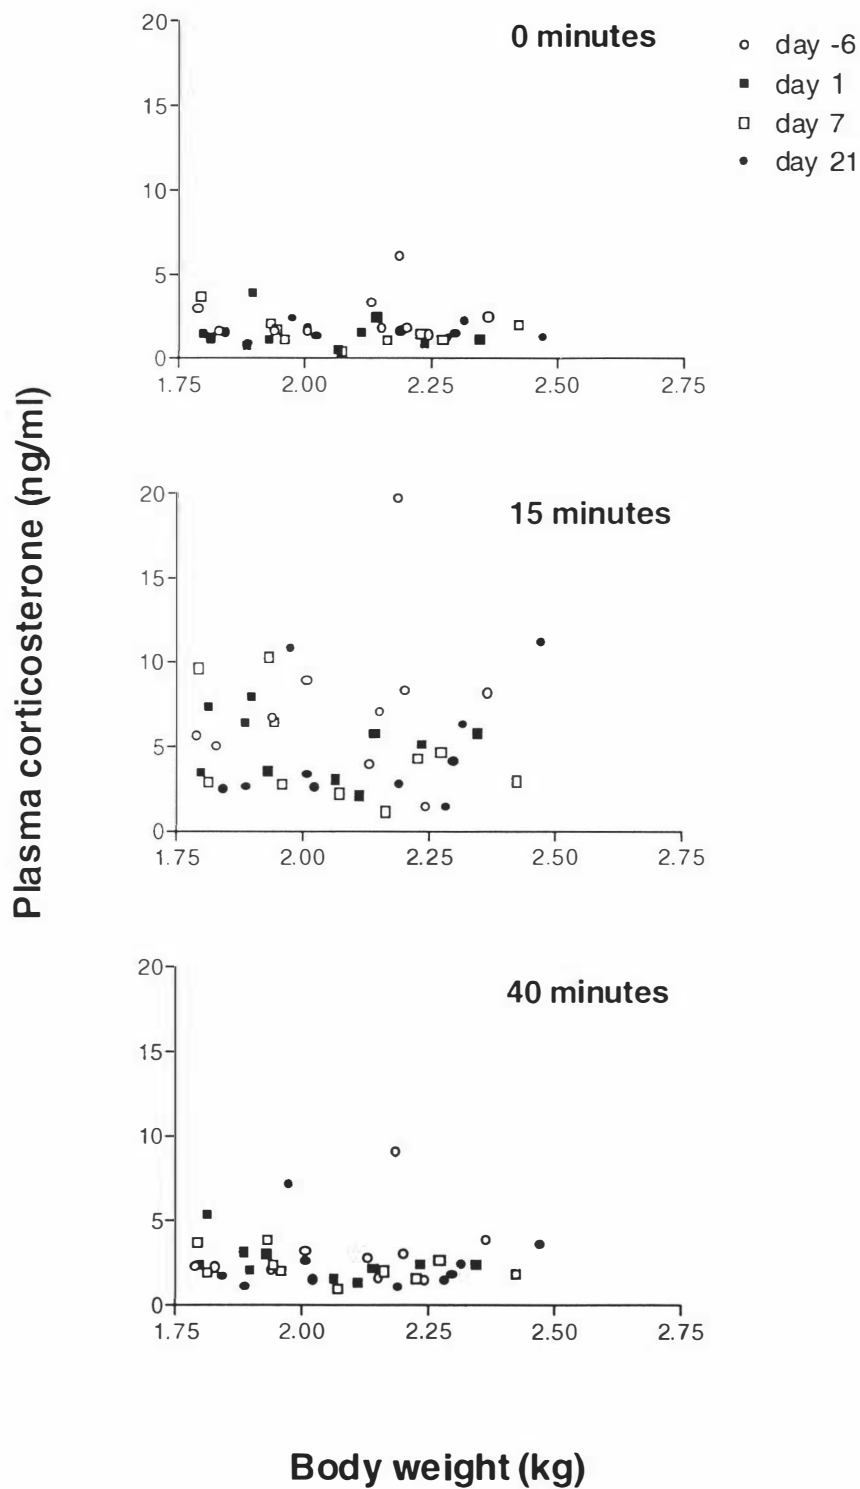 0 minutes
day -6
day 1
day 7
day 21
20
15
10
5
0
1.75 2.00 2.25 2.50 2.75
15 minutes
20
15
10
5
0
1.75 2.00 2.25 2.50 2.75
40 minutes
20
15
10
5
0
1.75 2.00 2.25 2.50 2.75
Plasma corticosterone (ng/ml)
Body weight (kg)